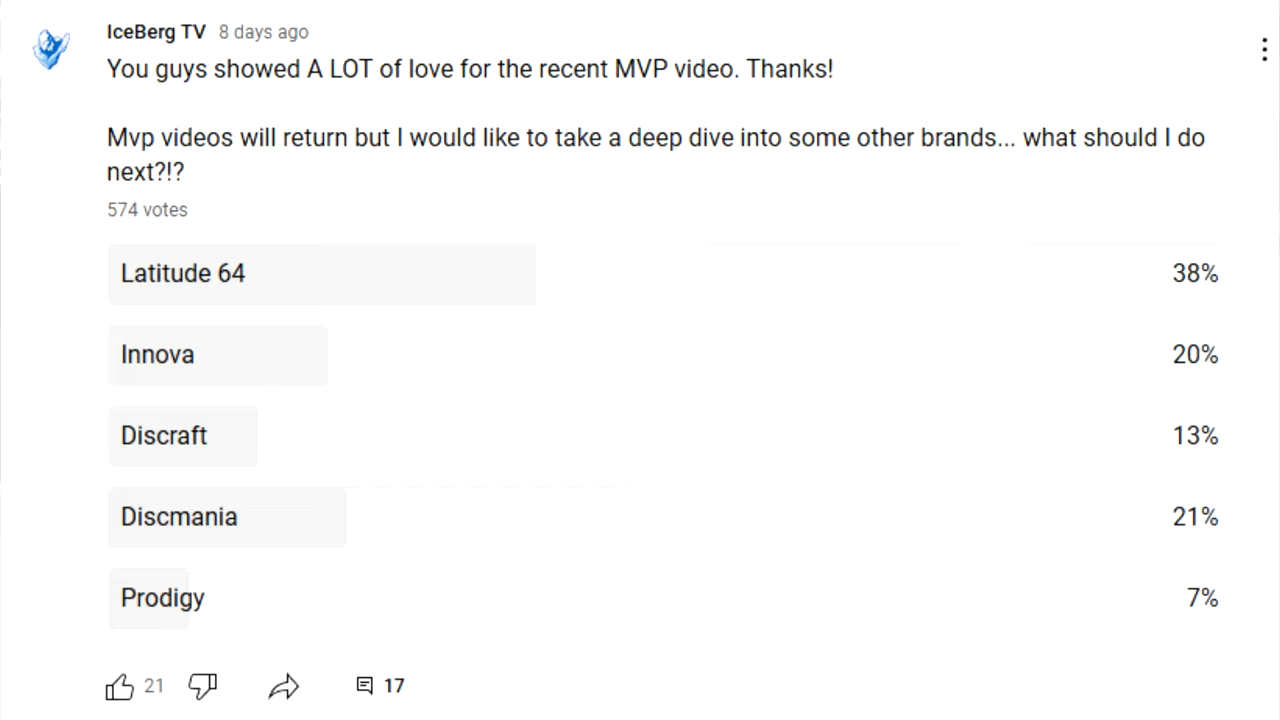 IceBerg TV 8 days ago
You guys showed A LOT of love for the recent MVP video. Thanks!
Mvp videos will return but I would like to take a deep dive into some other brands... what should I do
next?!?
574 votes
Latitude 64 38%
Innova 20%
Discraft 13%
Discmania 21%
Prodigy 7%
21 17